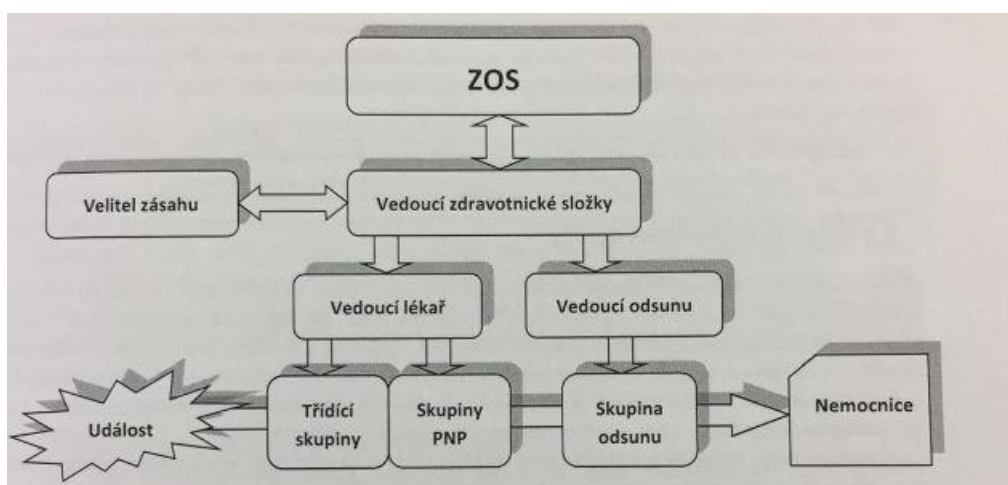 ZOS
Velitel zásahu
Vedoucí zdravotnické složky
Vedoucí lékař
Vedoucí odsunu
Událost
Třídící
skupiny
Skupiny
PNP
Skupina
odsunu
Nemocnice